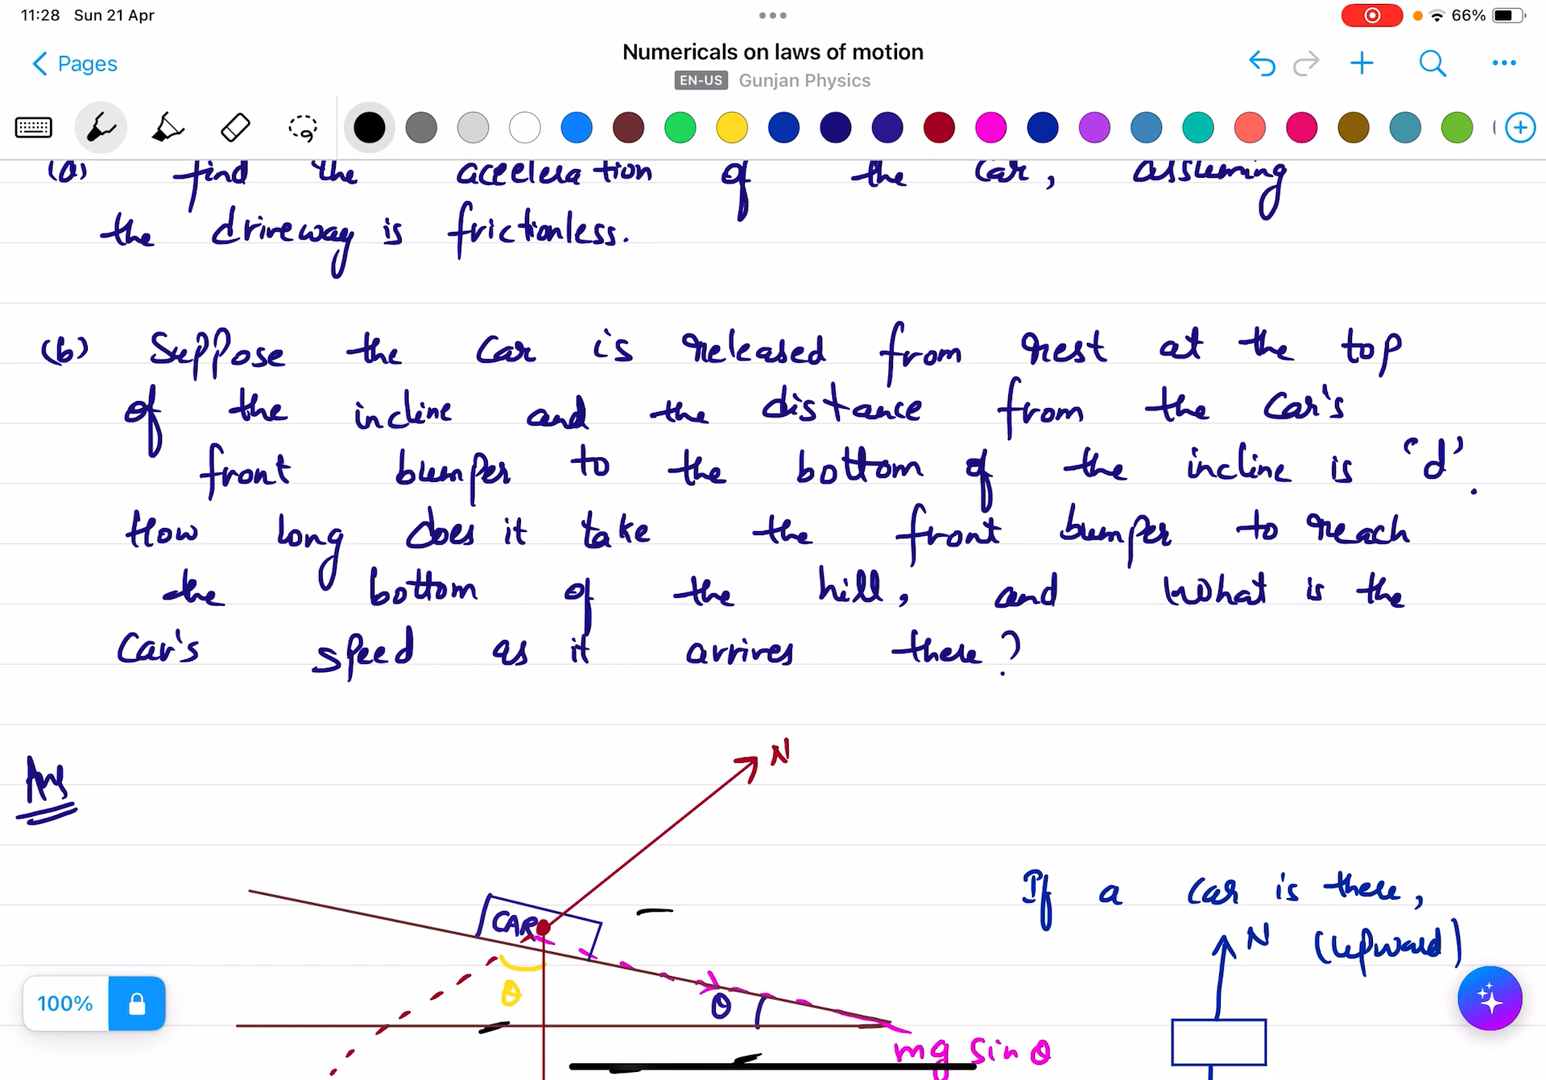 11:28 Sun 21 Apr
66%
Pages
Numericals on laws of motion
EN-US Gunjan Physics
(a) find the aceeleration of the car, assuming
the driveway is frictionless.
(b) Suppose the car is released from rest at the top
of the incline and the distance from the car's
front bumper to the bottom of the incline is 'd'.
How long does it take the front bumper to reach
the bottom of the hill, and what is the
car's speed as it arrives there?
Ans
N
CAR
θ
θ
mg sin θ
If a car is there,
N (upward)
100%